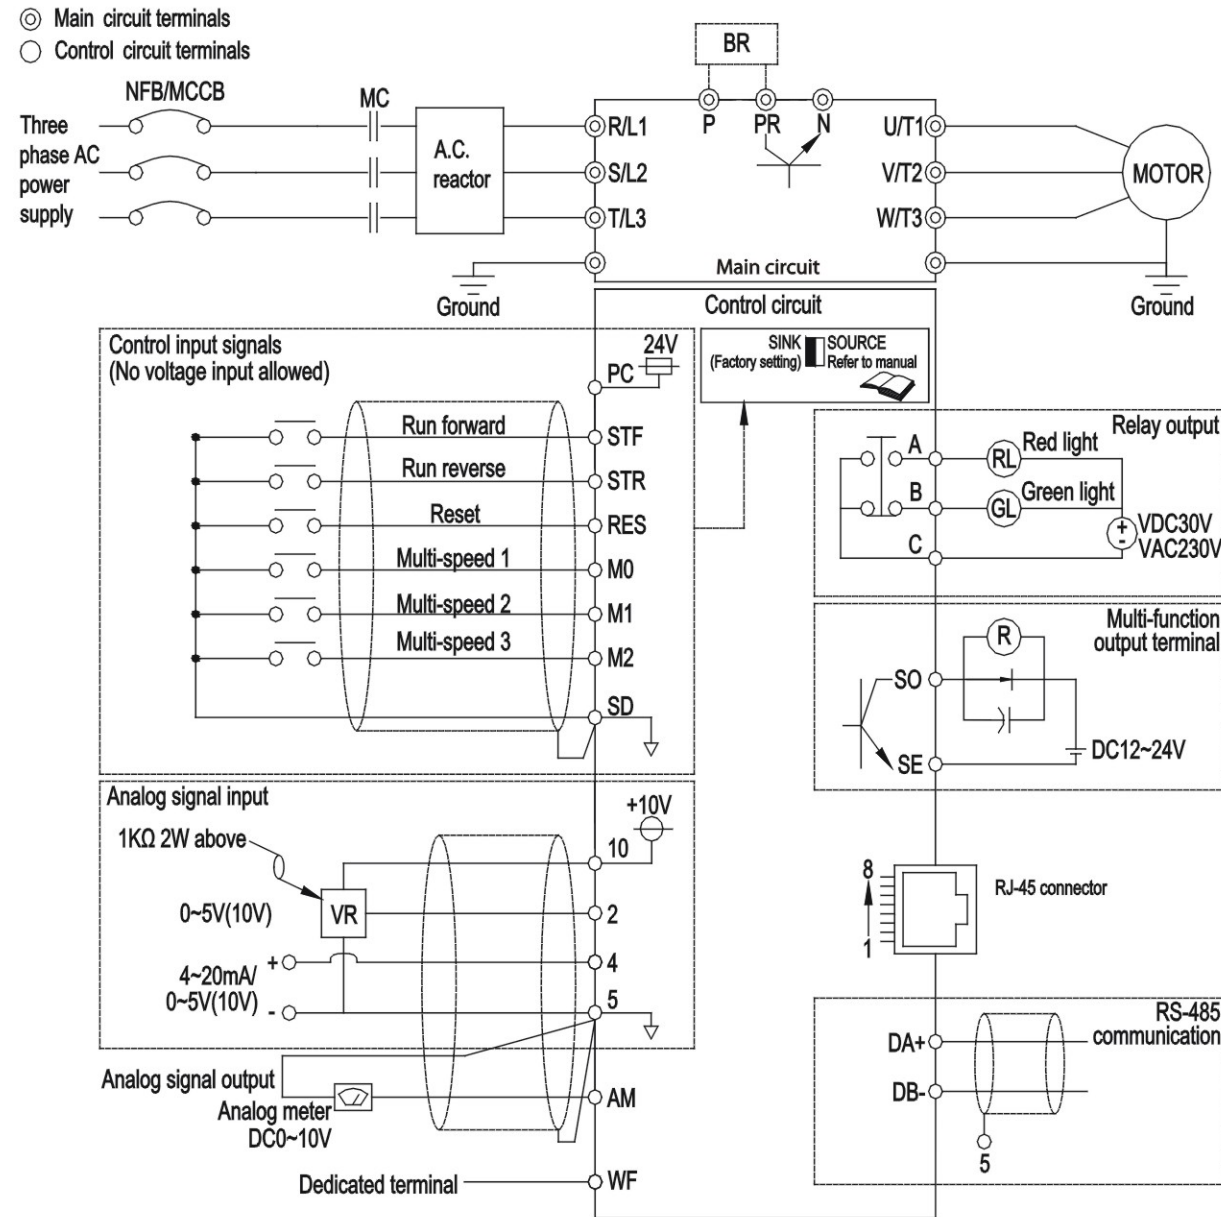 Main circuit terminals
Control circuit terminals
NFB/MCCB
MC
Three
phase AC
power
supply
A.C.
reactor
R/L1
S/L2
T/L3
BR
P
PR
N
U/T1
V/T2
W/T3
MOTOR
Main circuit
Ground
Ground
Control circuit
Control input signals
(No voltage input allowed)
24V
PC
SINK
(Factory setting)
SOURCE
Refer to manual
Run forward
STF
Run reverse
STR
Reset
RES
Multi-speed 1
M0
Multi-speed 2
M1
Multi-speed 3
M2
SD
Relay output
A
RL
Red light
B
GL
Green light
C
+
-
VDC30V
VAC230V
Multi-function
output terminal
R
SO
SE
DC12~24V
Analog signal input
1KΩ 2W above
+10V
10
0~5V(10V)
VR
2
+
4~20mA/
0~5V(10V)
-
4
5
8
1
RJ-45 connector
RS-485
communication
DA+
DB-
5
Analog signal output
Analog meter
DC0~10V
AM
Dedicated terminal
WF